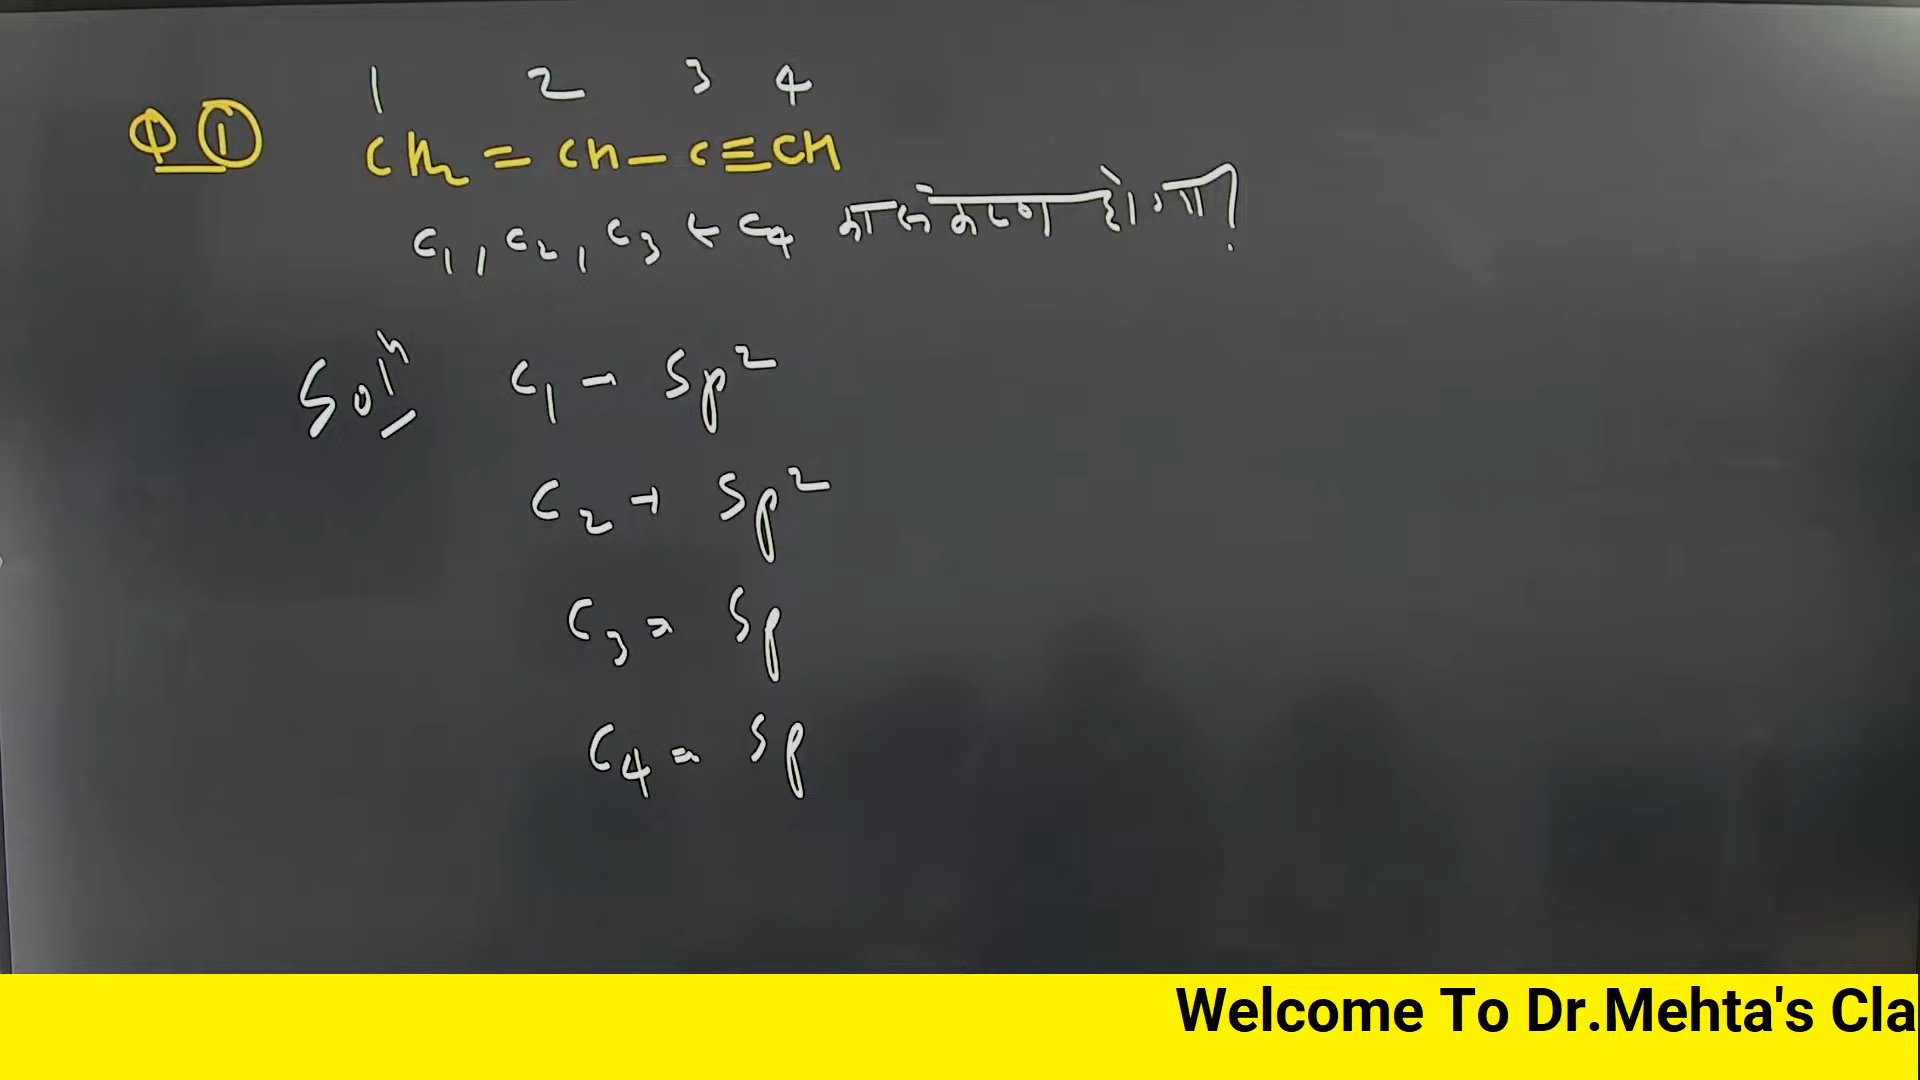 1 2 3 4
Q ① CH₂ = CH - C ≡ CH
C₁, C₂, C₃ & C₄ का संकरण होगा?
Solⁿ C₁ - Sp²
C₂ → Sp²
C₃ = Sp
C₄ = Sp
Welcome To Dr.Mehta's Cla